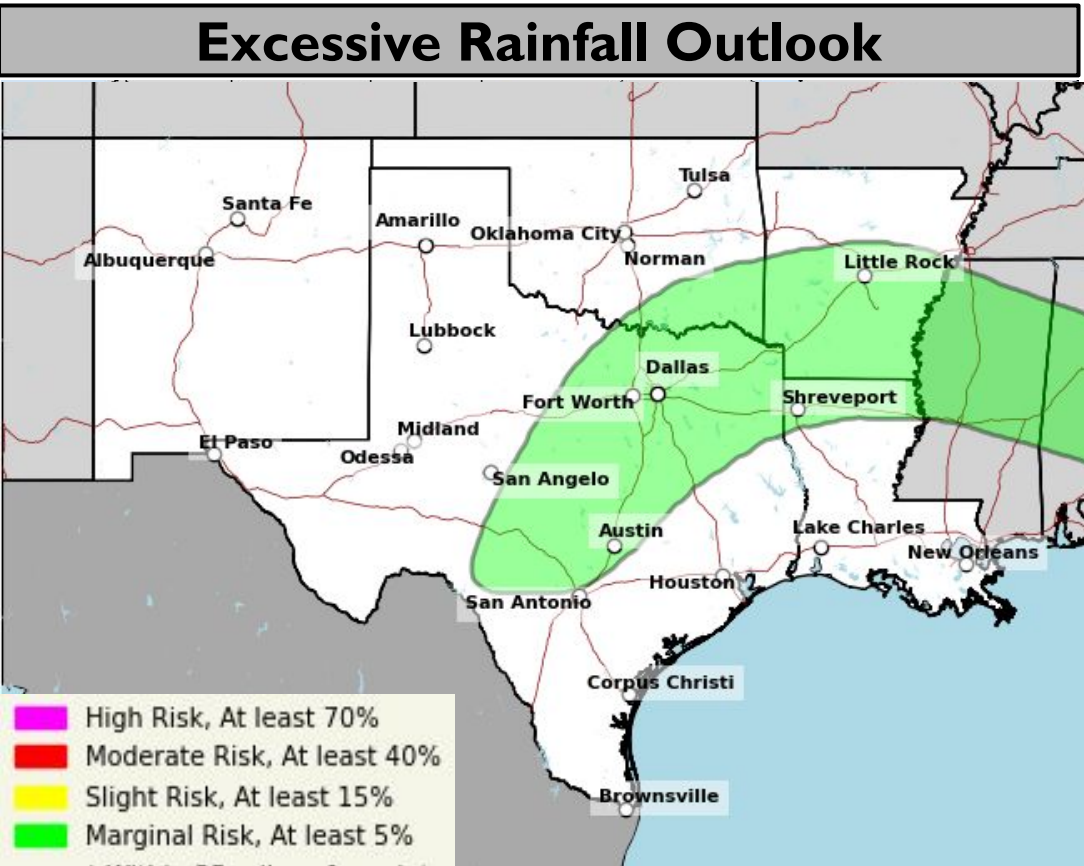 Excessive Rainfall Outlook
Tulsa
Santa Fe
Amarillo
Oklahoma City
Albuquerque
Norman
Little Rock
Lubbock
Dallas
Fort Worth
Shreveport
Midland
El Paso
Odessa
San Angelo
Austin
Lake Charles
New Orleans
Houston
San Antonio
Corpus Christi
High Risk, At least 70%
Moderate Risk, At least 40%
Slight Risk, At least 15%
Brownsville
Marginal Risk, At least 5%